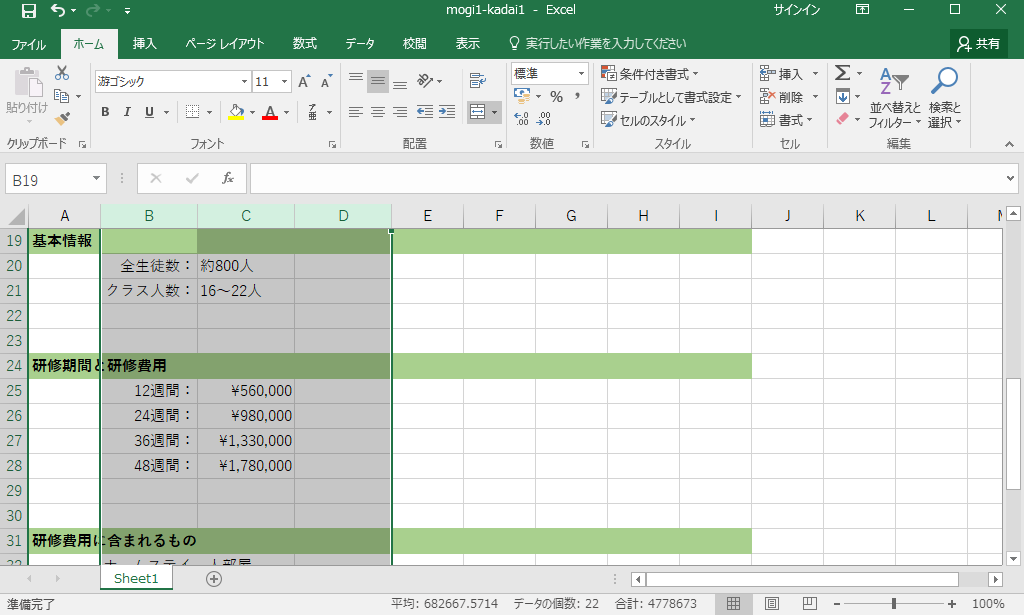 mogi1-kadai1 - Excel サインイン
ファイル ホーム 挿入 ページ レイアウト 数式 データ 校閲 表示 実行したい作業を入力してください 共有
貼り付け
游ゴシック 11
B I U
標準
% ,
条件付き書式
テーブルとして書式設定
セルのスタイル
挿入
削除
書式
並べ替えと
フィルター
検索と
選択
クリップボード フォント 配置 数値 スタイル セル 編集
B19 fx
A B C D E F G H I J K L
19 基本情報
20 全生徒数： 約800人
21 クラス人数： 16～22人
22
23
24 研修期間と研修費用
25 12週間： ¥560,000
26 24週間： ¥980,000
27 36週間： ¥1,330,000
28 48週間： ¥1,780,000
29
30
31 研修費用に含まれるもの
Sheet1
準備完了 平均: 682667.5714 データの個数: 22 合計: 4778673 100%